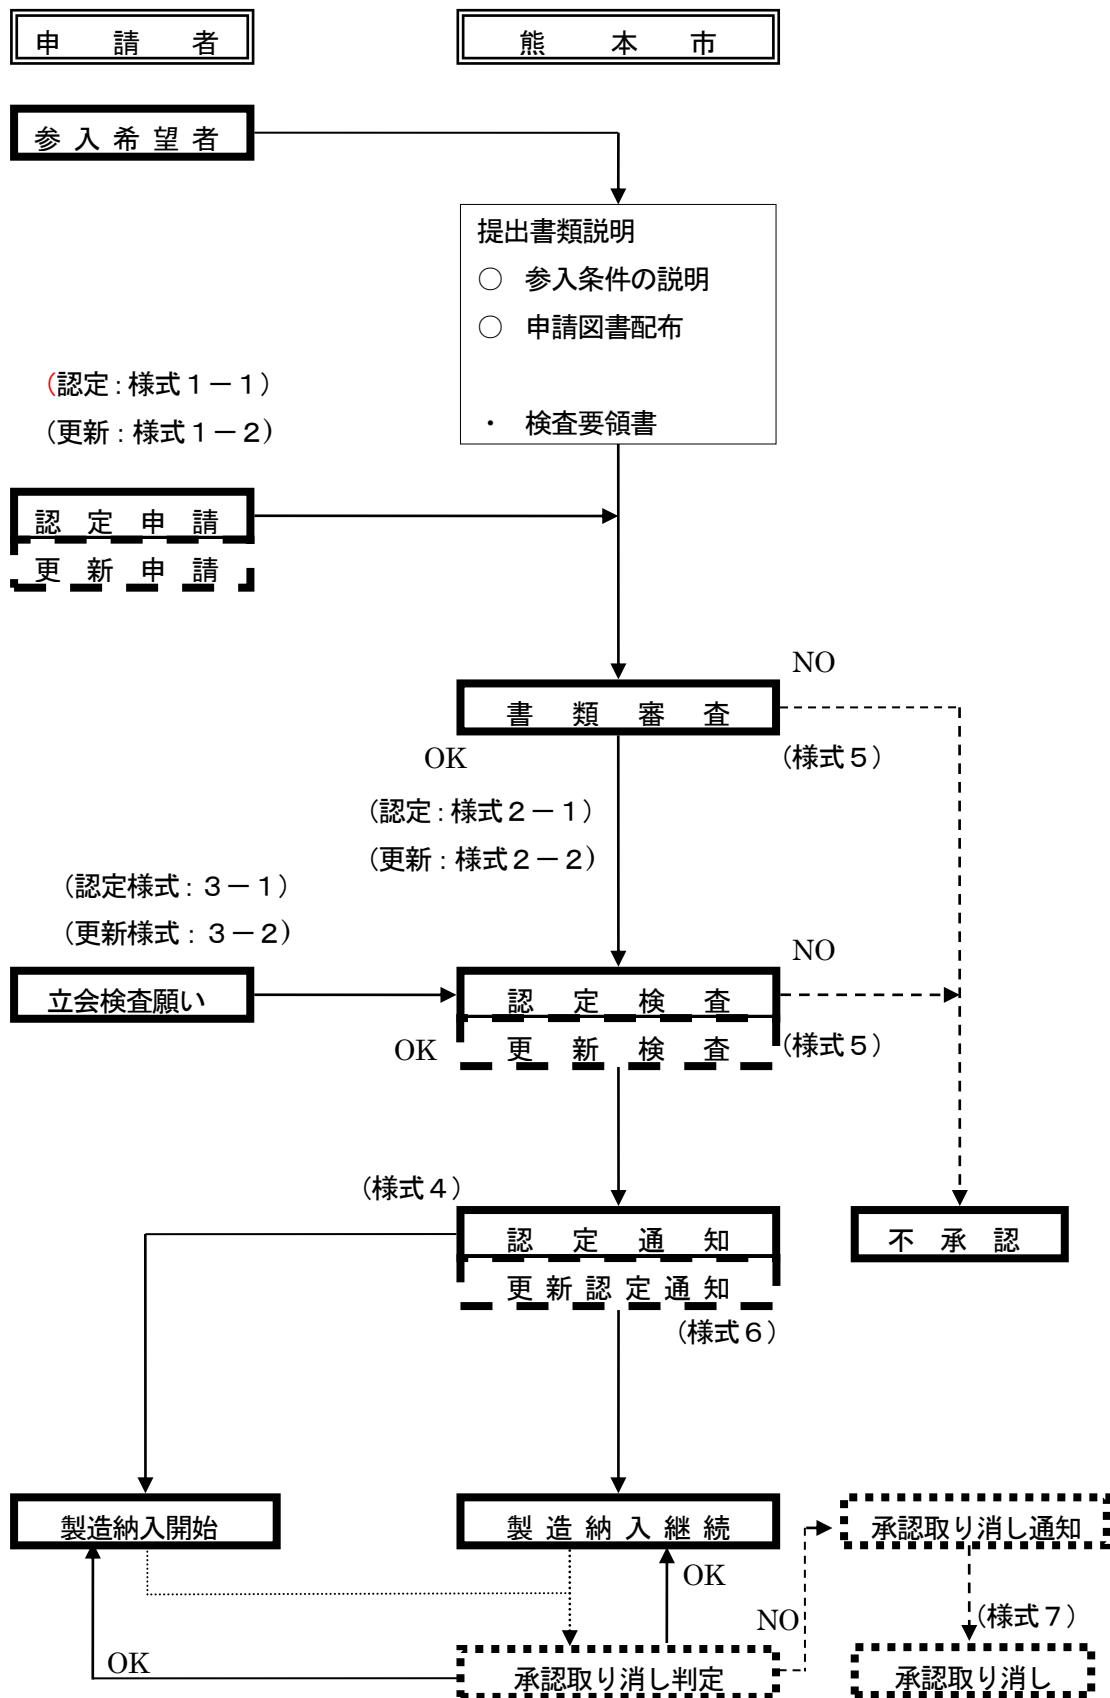 申請者
熊本市
参入希望者
提出書類説明
○ 参入条件の説明
○ 申請図書配布
・ 検査要領書
(認定:様式1-1)
(更新:様式1-2)
認定申請
更新申請
NO
書類審査
OK
(様式5)
(認定:様式2-1)
(更新:様式2-2)
(認定様式:3-1)
(更新様式:3-2)
NO
立会検査願い
認定検査
OK
更新検査
(様式5)
(様式4)
認定通知
不承認
更新認定通知
(様式6)
製造納入開始
製造納入継続
承認取り消し通知
OK
NO
(様式7)
OK
承認取り消し判定
承認取り消し